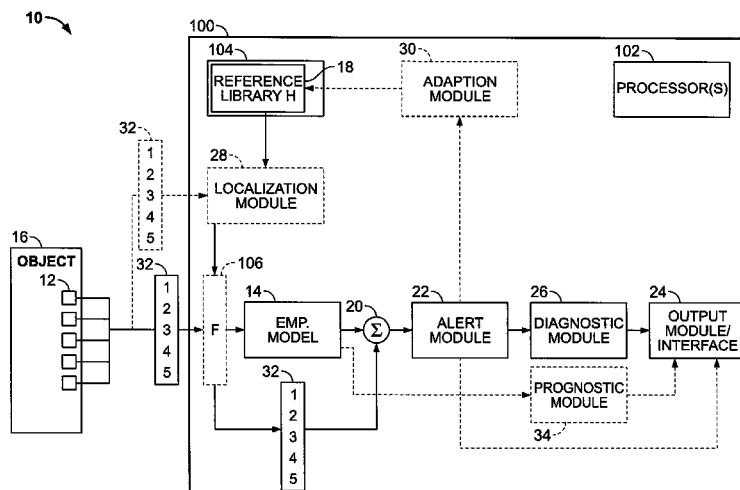 10
100
104
18
REFERENCE
LIBRARY H
30
ADAPTION
MODULE
102
PROCESSOR(S)
32
1
2
3
4
5
28
LOCALIZATION
MODULE
16
OBJECT
12
32
1
2
3
4
5
106
F
14
EMP.
MODEL
20
Σ
22
ALERT
MODULE
26
DIAGNOSTIC
MODULE
24
OUTPUT
MODULE/
INTERFACE
32
1
2
3
4
5
PROGNOSTIC
MODULE
34